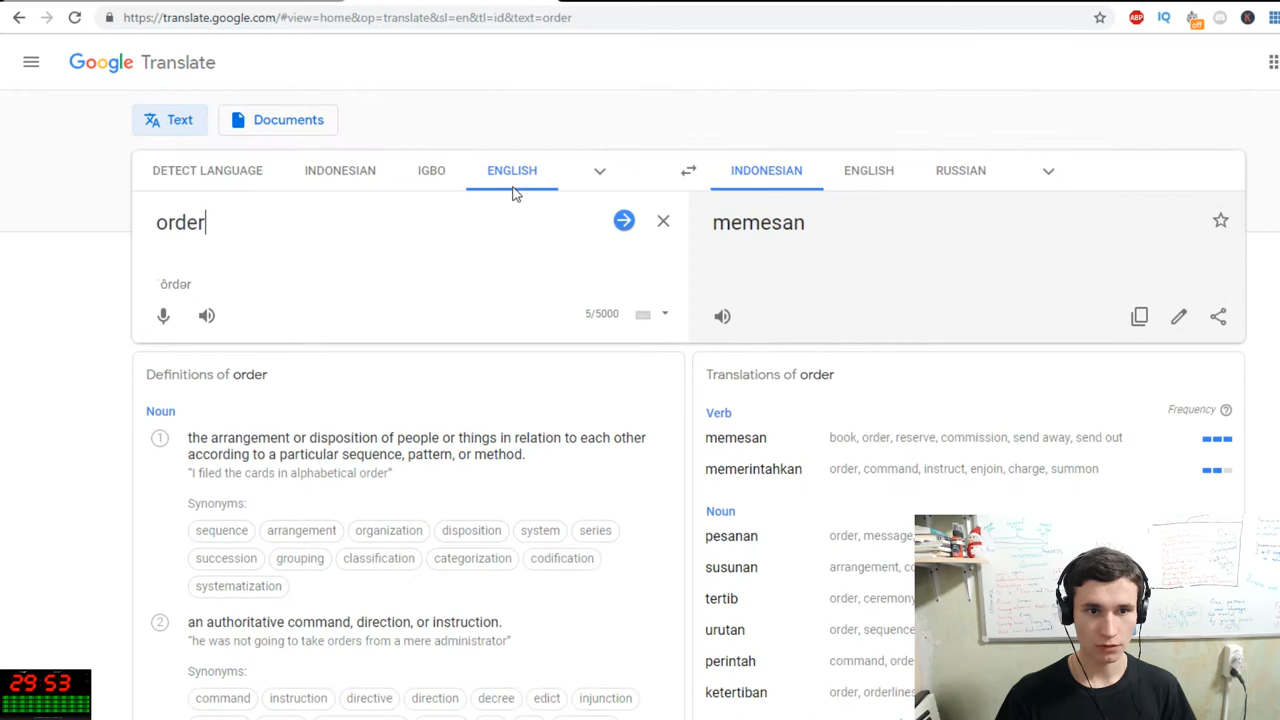 https://translate.google.com/#view=home&op=translate&sl=en&tl=id&text=order
ABP
IQ
off
K
Google Translate
Text
Documents
DETECT LANGUAGE
INDONESIAN
IGBO
ENGLISH
INDONESIAN
ENGLISH
RUSSIAN
order
memesan
ˈôrdər
5/5000
Definitions of order
Noun
1 the arrangement or disposition of people or things in relation to each other
according to a particular sequence, pattern, or method.
"I filed the cards in alphabetical order"
Synonyms:
sequence arrangement organization disposition system series
succession grouping classification categorization codification
systematization
2 an authoritative command, direction, or instruction.
"he was not going to take orders from a mere administrator"
Synonyms:
command instruction directive direction decree edict injunction
Translations of order
Frequency ?
Verb
memesan book, order, reserve, commission, send away, send out
memerintahkan order, command, instruct, enjoin, charge, summon
Noun
pesanan order, message,
susunan arrangement,
tertib order, ceremony
urutan order, sequence
perintah command,
ketertiban order,
29 53